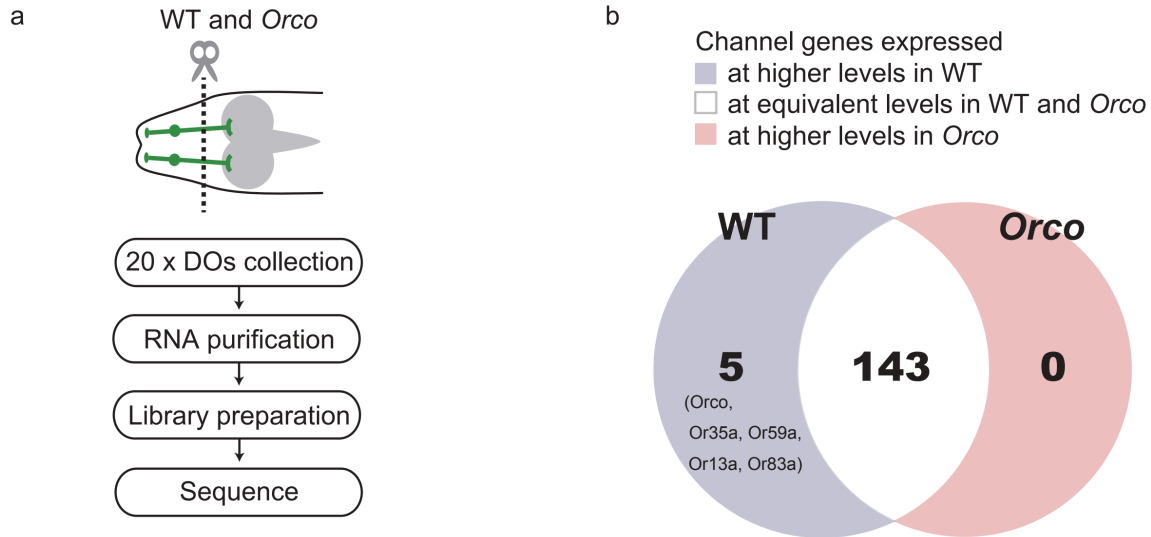 a
WT and Orco
20 x DOs collection
RNA purification
Library preparation
Sequence
b
Channel genes expressed
at higher levels in WT
at equivalent levels in WT and Orco
at higher levels in Orco
WT
Orco
5
143
0
(Orco,
Or35a, Or59a,
Or13a, Or83a)